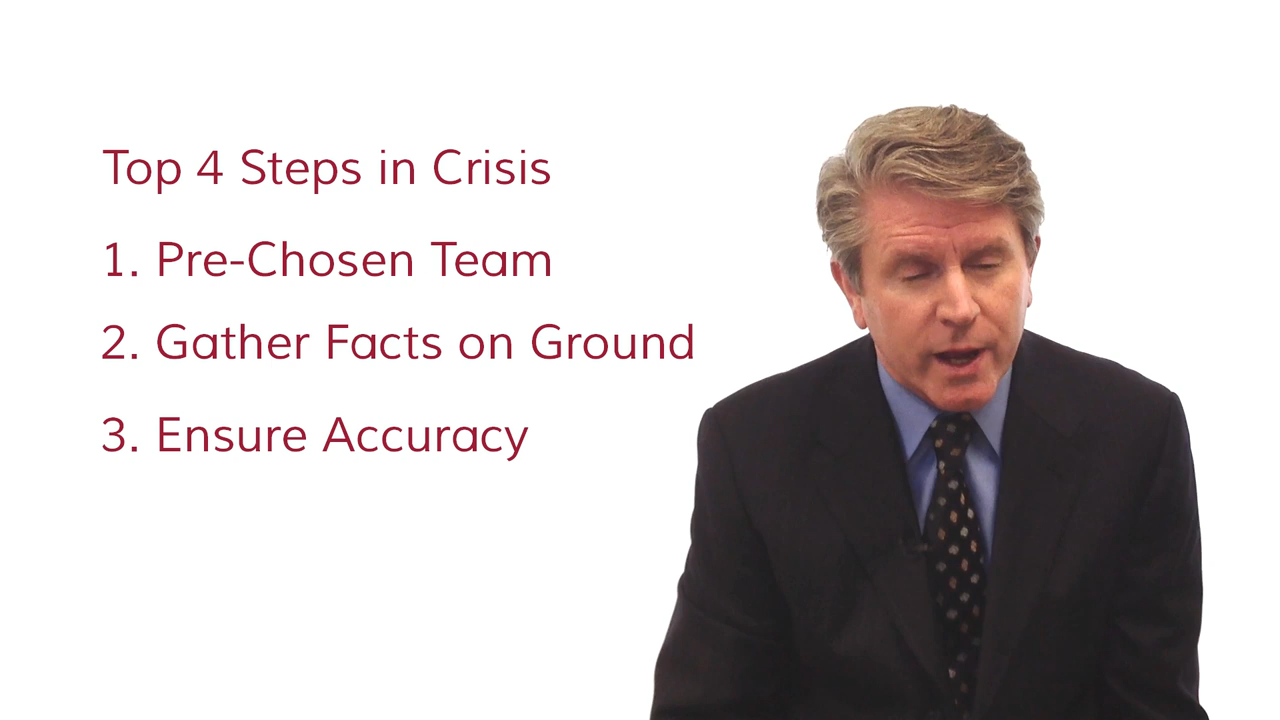 Top 4 Steps in Crisis
1. Pre-Chosen Team
2. Gather Facts on Ground
3. Ensure Accuracy